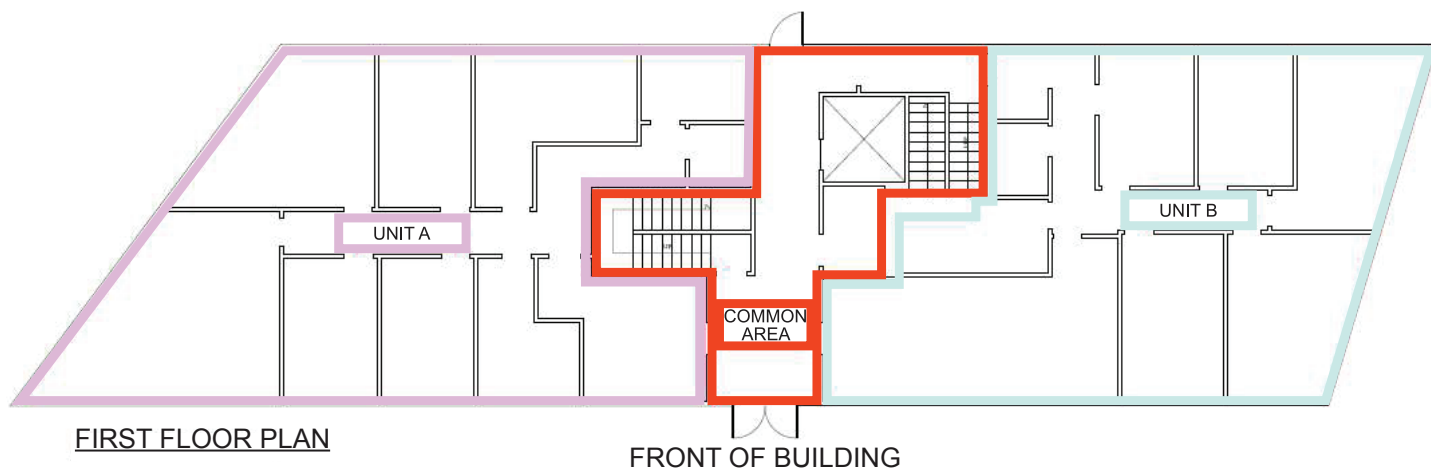 UNIT A
UNIT B
COMMON
AREA
FIRST FLOOR PLAN
FRONT OF BUILDING